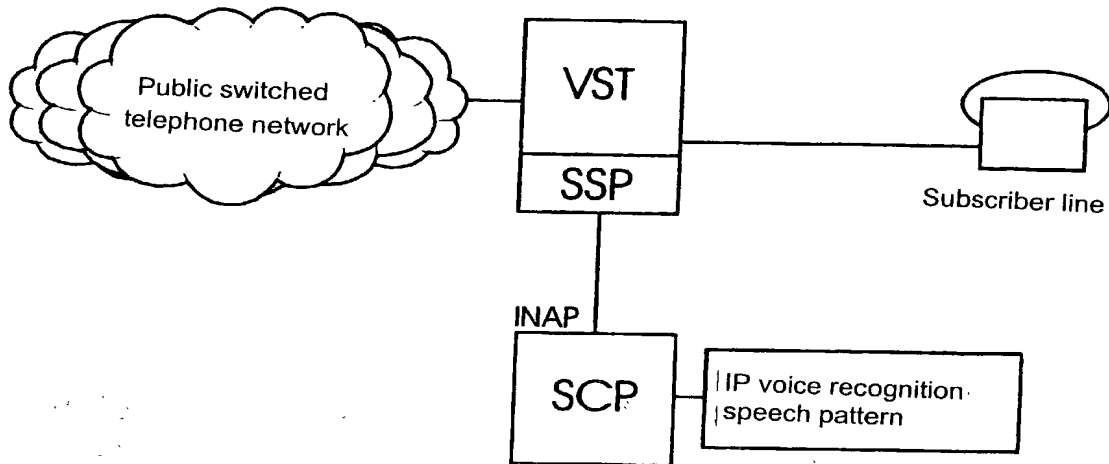 Public switched
telephone network
VST
SSP
Subscriber line
INAP
SCP
IP voice recognition
speech pattern